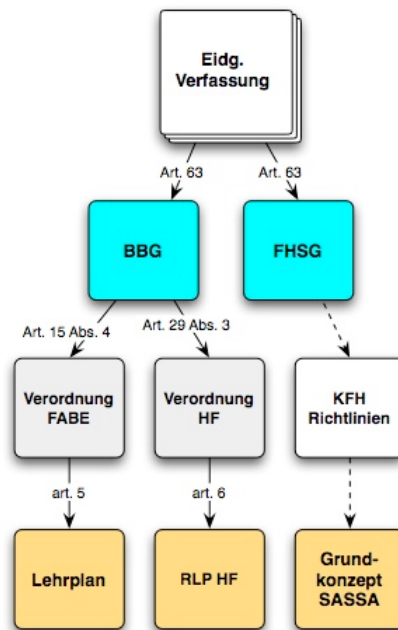 Eidg.
Verfassung
Art. 63
Art. 63
BBG
FHSG
Art. 15 Abs. 4
Art. 29 Abs. 3
Verordnung
FABE
Verordnung
HF
KFH
Richtlinien
art. 5
art. 6
Lehrplan
RLP HF
Grund-
konzept
SASSA